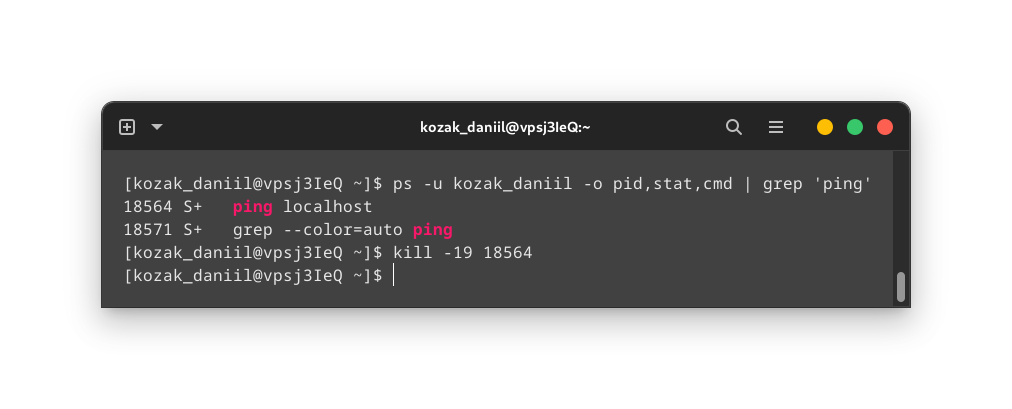 kozak_daniil@vpsj3IeQ:~
[kozak_daniil@vpsj3IeQ ~]$ ps -u kozak_daniil -o pid,stat,cmd | grep 'ping'
18564 S+   ping localhost
18571 S+   grep --color=auto ping
[kozak_daniil@vpsj3IeQ ~]$ kill -19 18564
[kozak_daniil@vpsj3IeQ ~]$